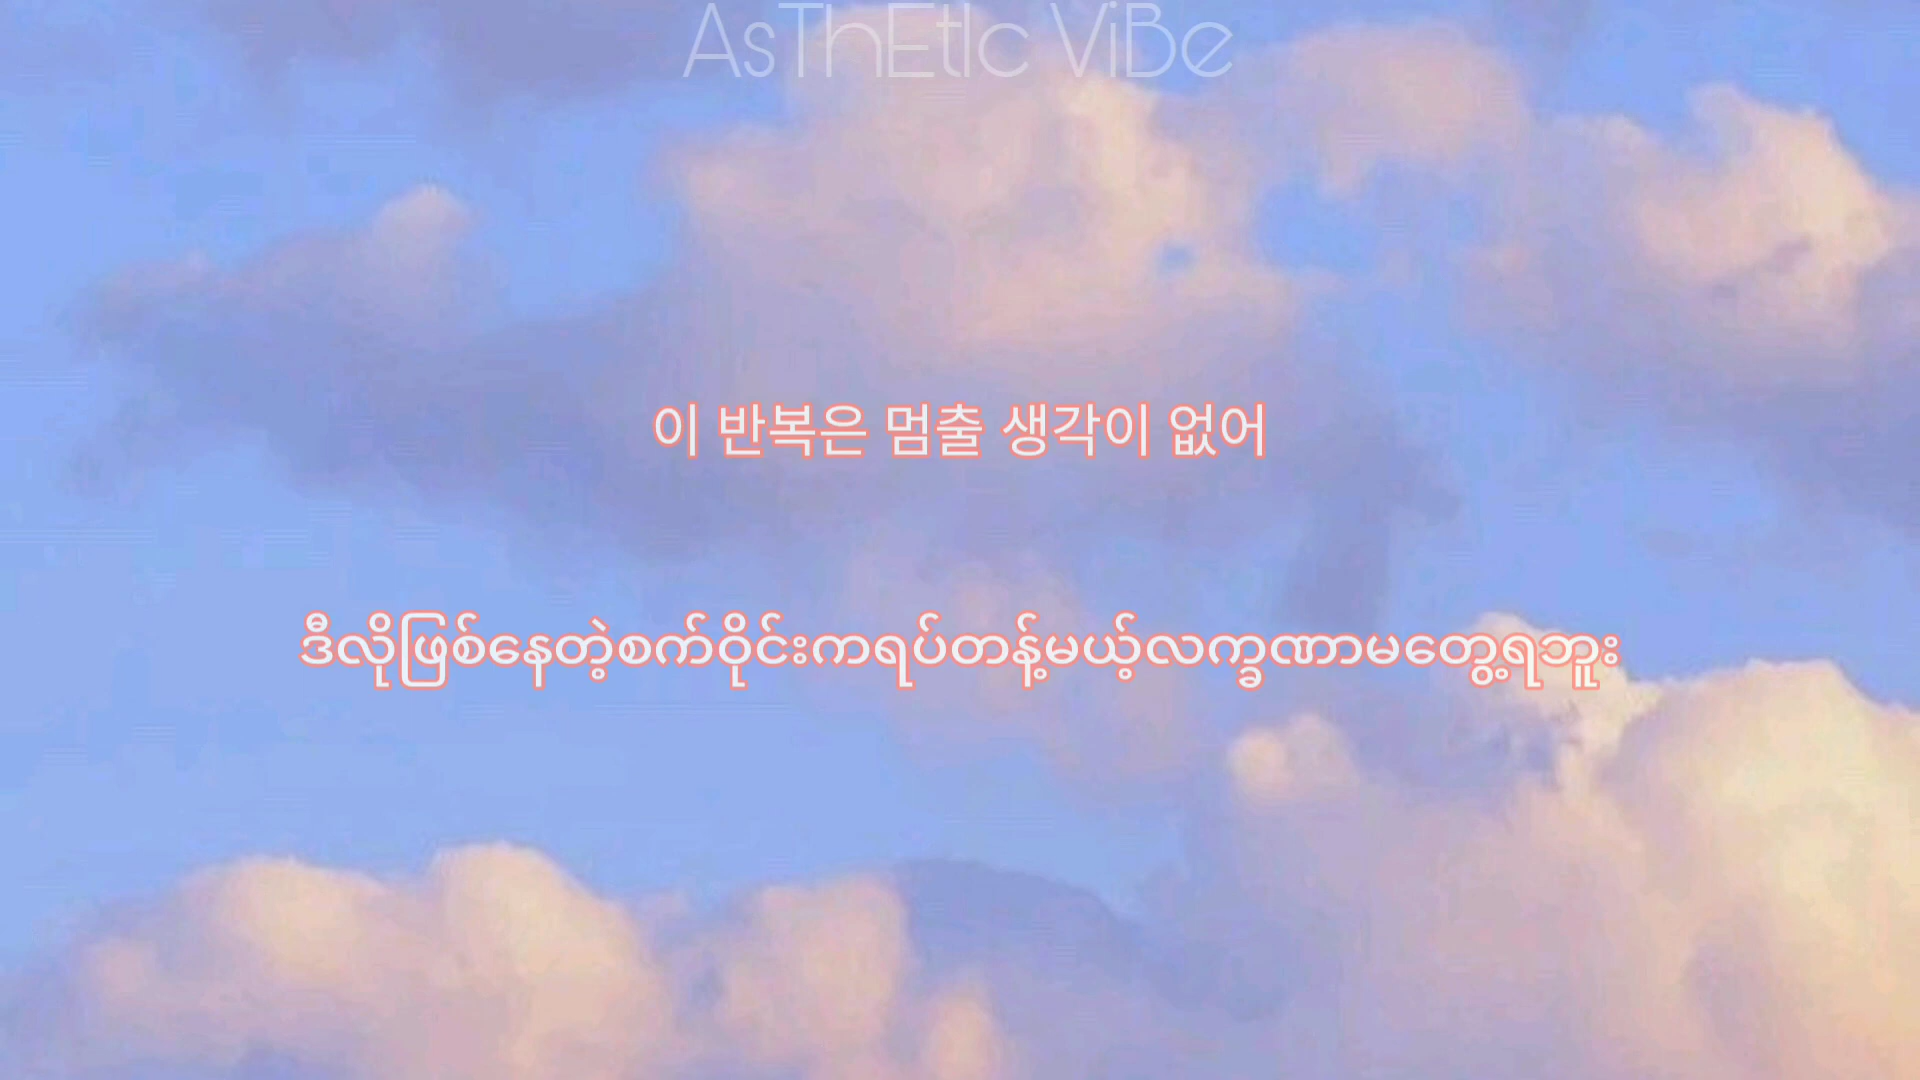 AsThEtIc ViBe
이 반복은 멈출 생각이 없어
ဒီလိုဖြစ်နေတဲ့စက်ဝိုင်းကရပ်တန့်မယ့်လက္ခဏာမတွေ့ရဘူး